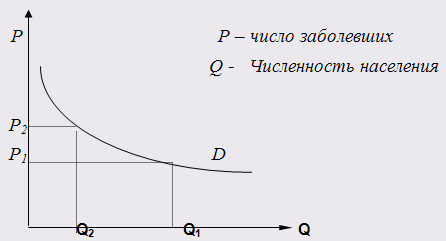 P
P – число заболевших
Q - Численность населения
P2
P1
D
Q2
Q1
Q